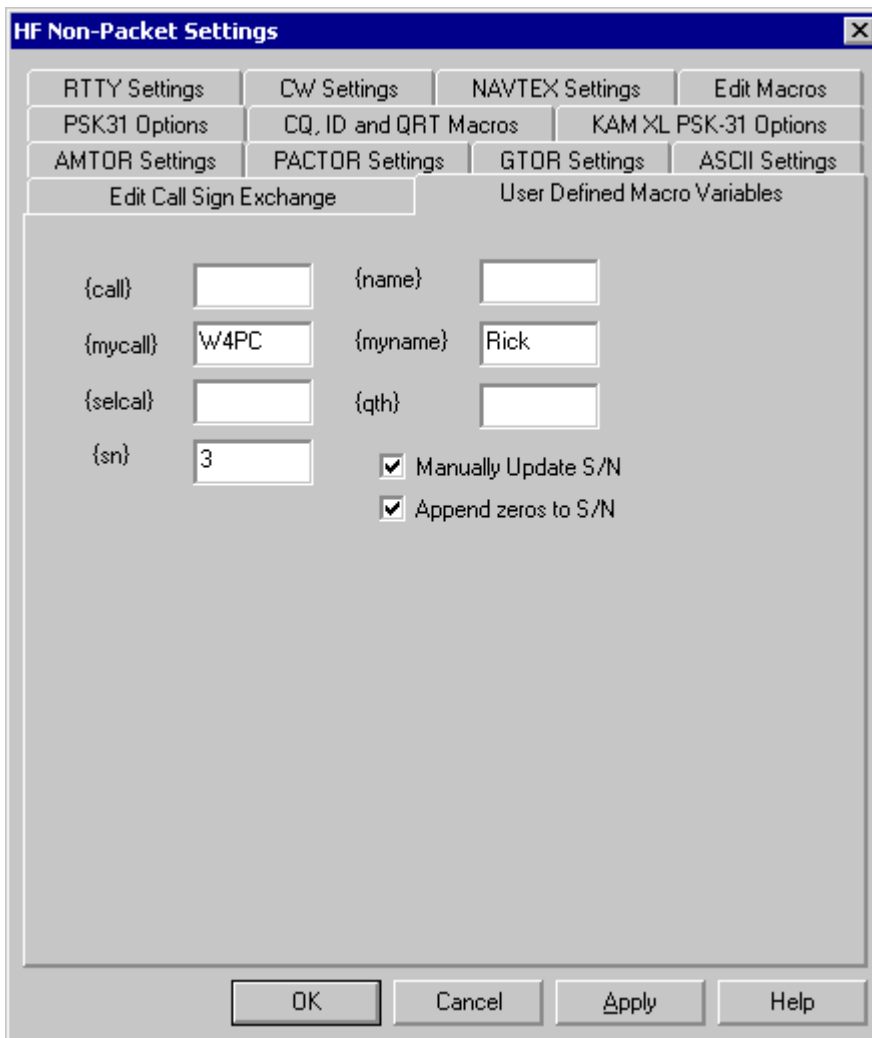 HF Non-Packet Settings
RTTY Settings CW Settings NAVTEX Settings Edit Macros
PSK31 Options CQ, ID and QRT Macros KAM XL PSK-31 Options
AMTOR Settings PACTOR Settings GTOR Settings ASCII Settings
Edit Call Sign Exchange User Defined Macro Variables
{call} {name}
{mycall} W4PC {myname} Rick
{selcal} {qth}
{sn} 3 Manually Update S/N
Append zeros to S/N
OK Cancel Apply Help